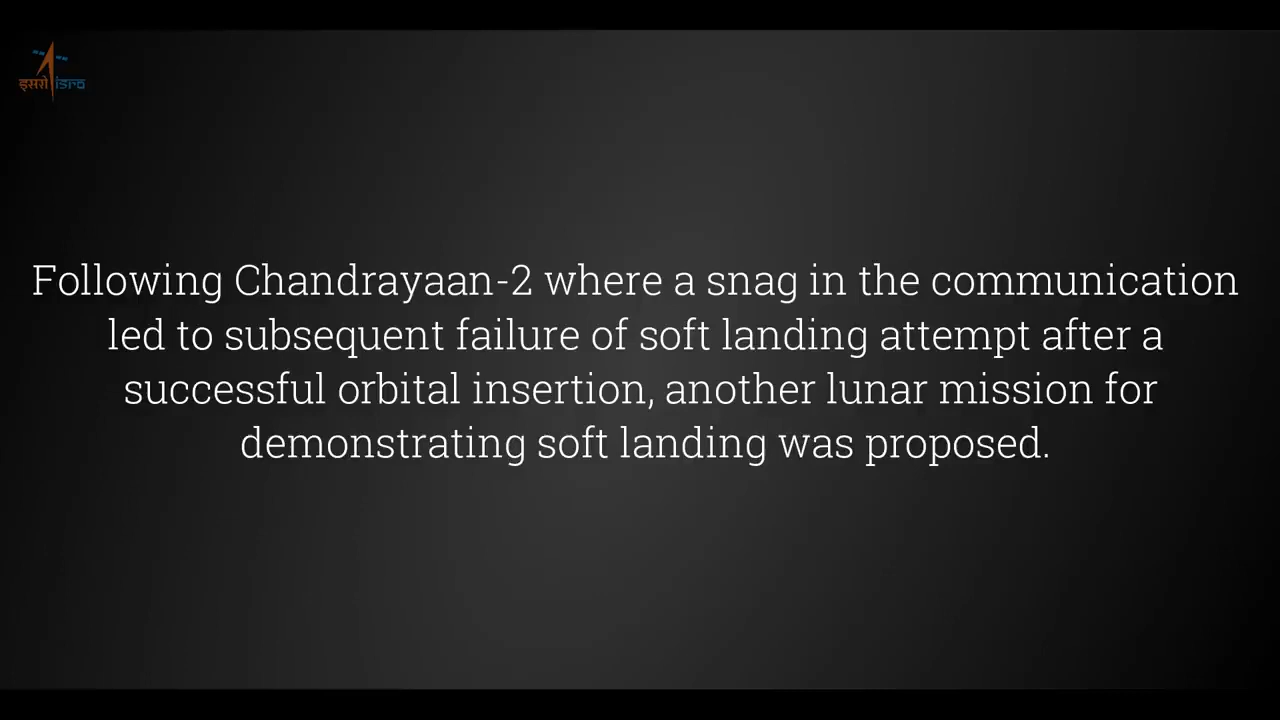 इसरो isro
Following Chandrayaan-2 where a snag in the communication
led to subsequent failure of soft landing attempt after a
successful orbital insertion, another lunar mission for
demonstrating soft landing was proposed.